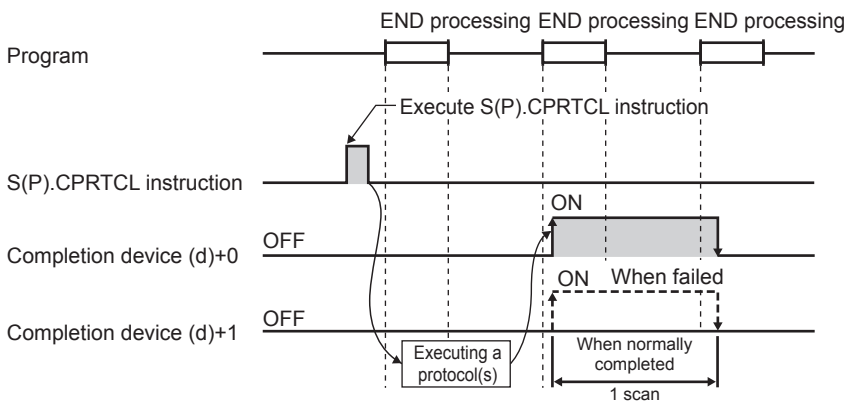 END processing END processing END processing
Program
Execute S(P).CPRTCL instruction
S(P).CPRTCL instruction
ON
OFF
Completion device (d)+0
ON When failed
OFF
Completion device (d)+1
Executing a
protocol(s)
When normally
completed
1 scan